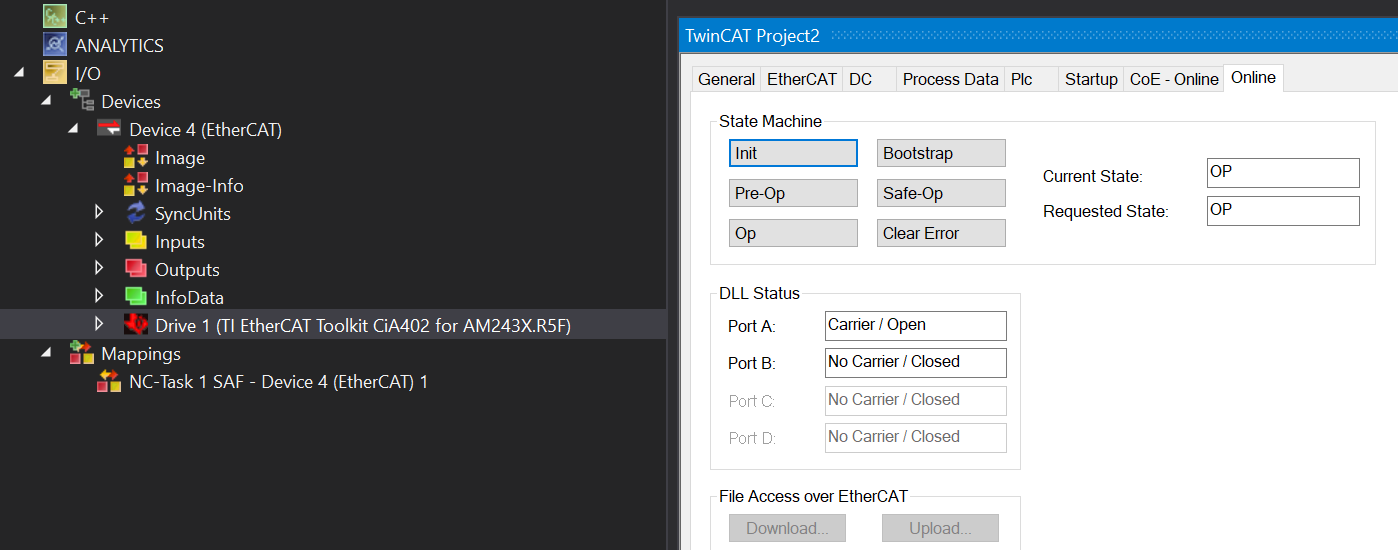 C++
ANALYTICS
I/O
Devices
Device 4 (EtherCAT)
Image
Image-Info
SyncUnits
Inputs
Outputs
InfoData
Drive 1 (TI EtherCAT Toolkit CiA402 for AM243X.R5F)
Mappings
NC-Task 1 SAF - Device 4 (EtherCAT) 1
TwinCAT Project2
General EtherCAT DC Process Data Plc Startup CoE - Online Online
State Machine
Init Bootstrap
Pre-Op Safe-Op
Op Clear Error
Current State: OP
Requested State: OP
DLL Status
Port A: Carrier / Open
Port B: No Carrier / Closed
Port C: No Carrier / Closed
Port D: No Carrier / Closed
File Access over EtherCAT
Download... Upload...